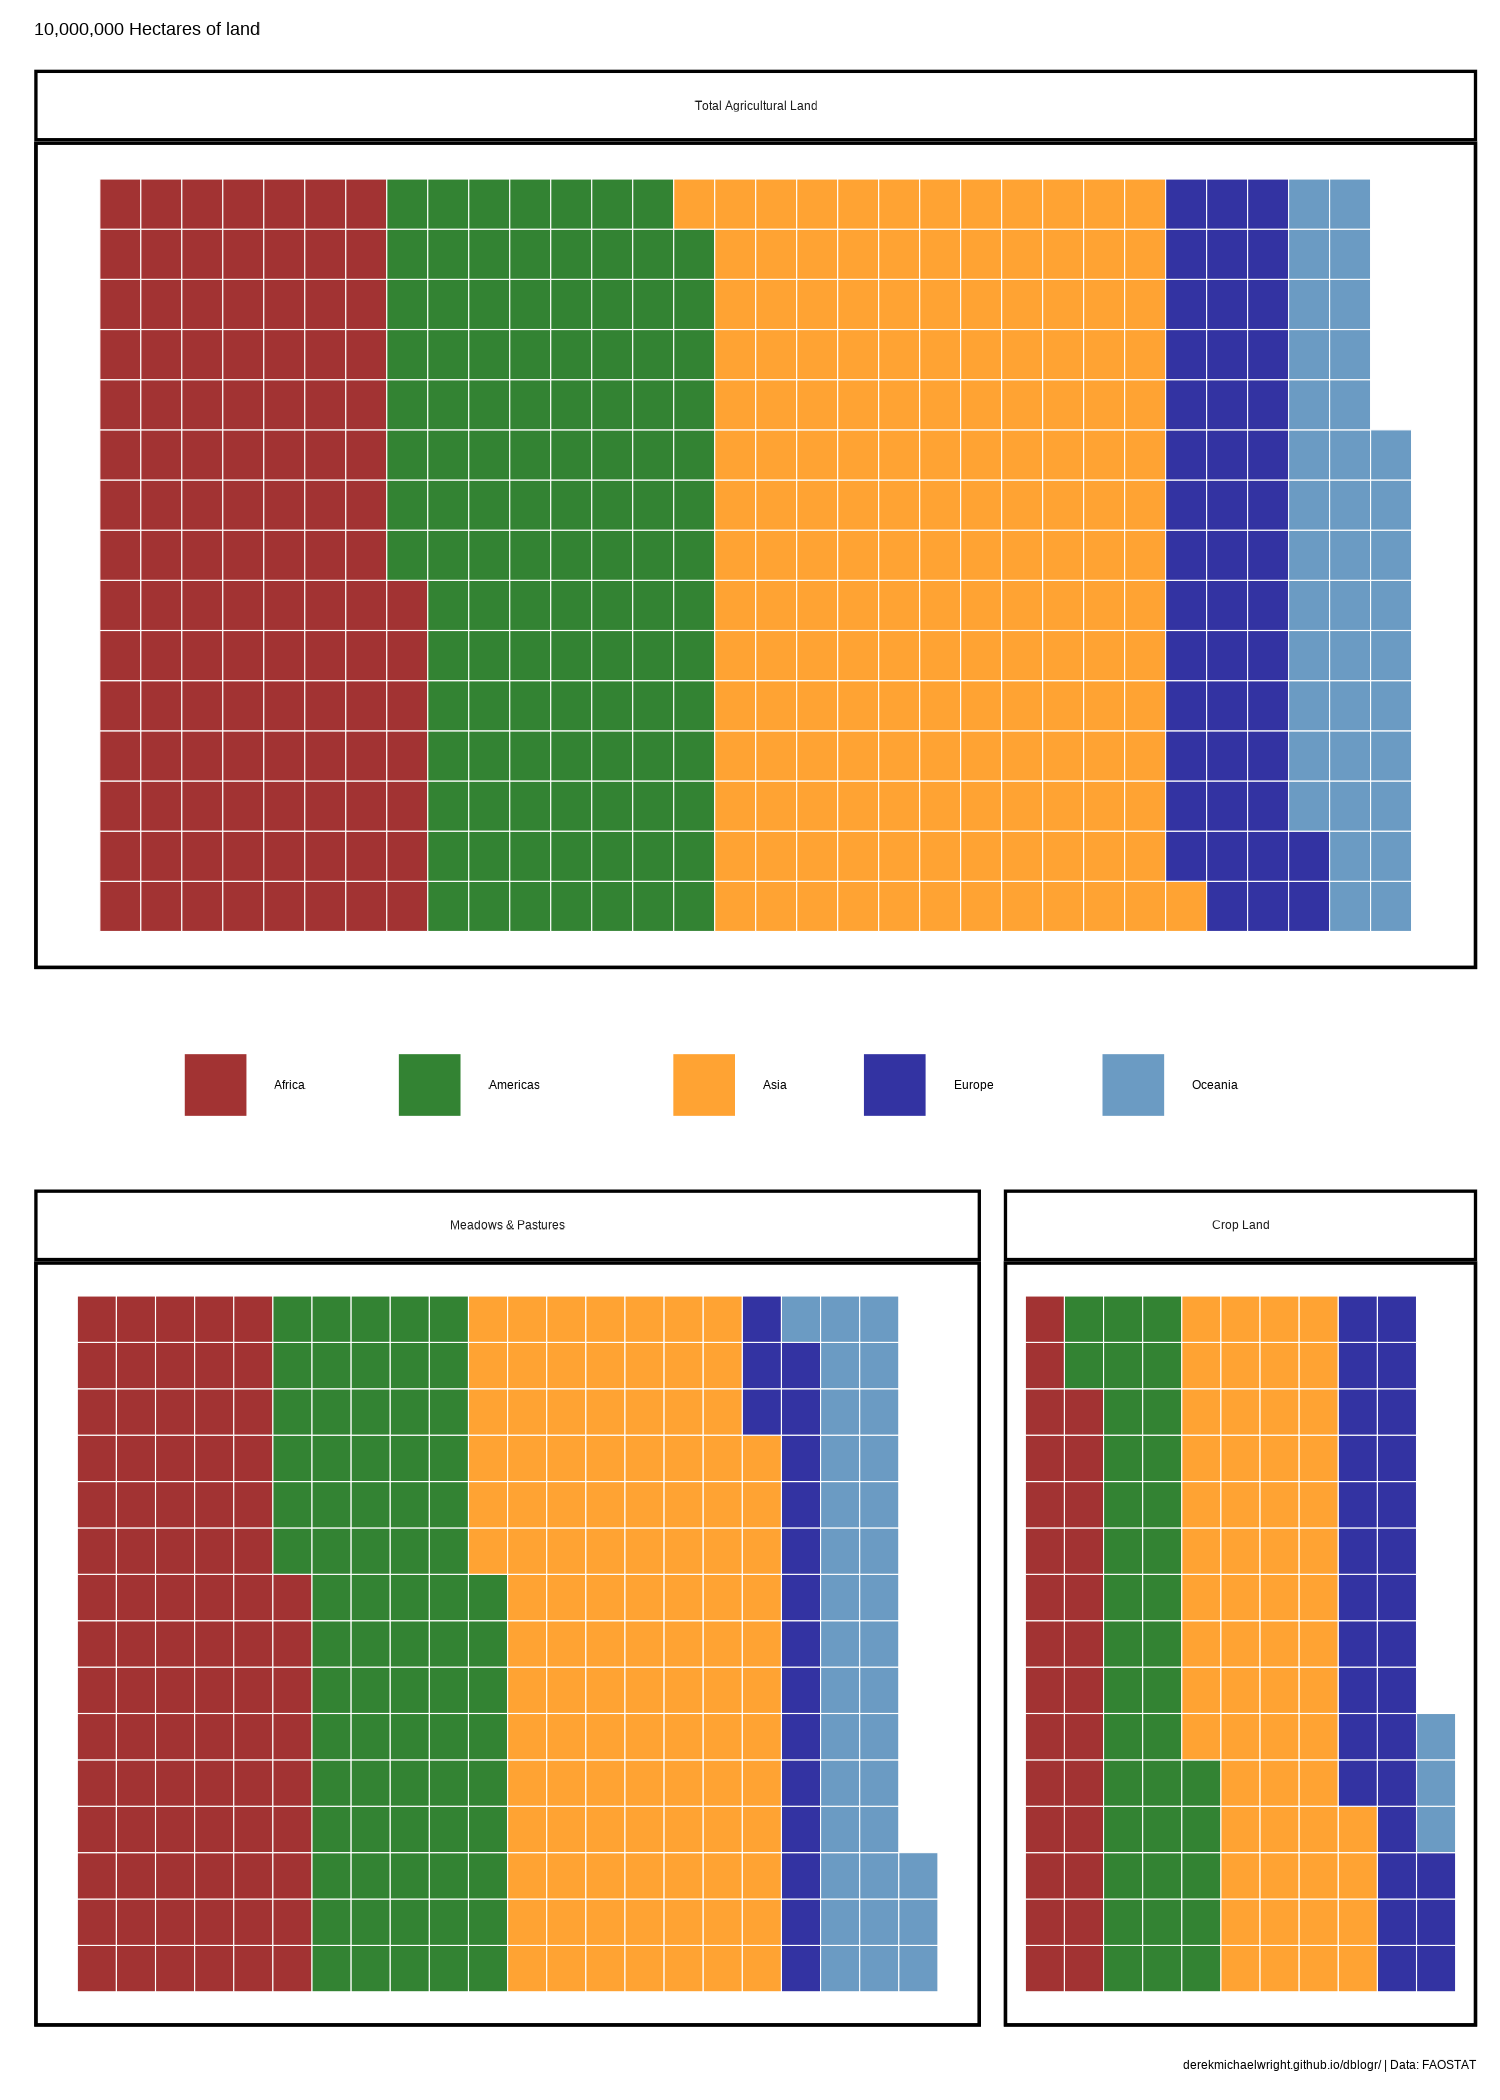 10,000,000 Hectares of land
Total Agricultural Land
Africa
Americas
Asia
Europe
Oceania
Meadows & Pastures
Crop Land
derekmichaelwright.github.io/dblogr/ | Data: FAOSTAT